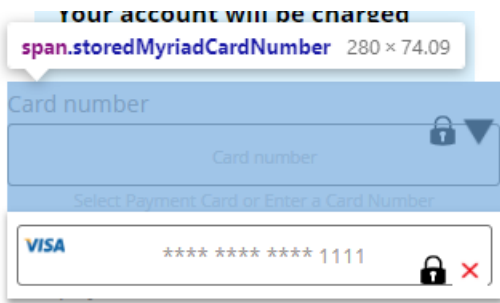 Your account will be charged
span.storedMyriadCardNumber 280 × 74.09
Card number
Card number
Select Payment Card or Enter a Card Number
VISA **** **** **** 1111